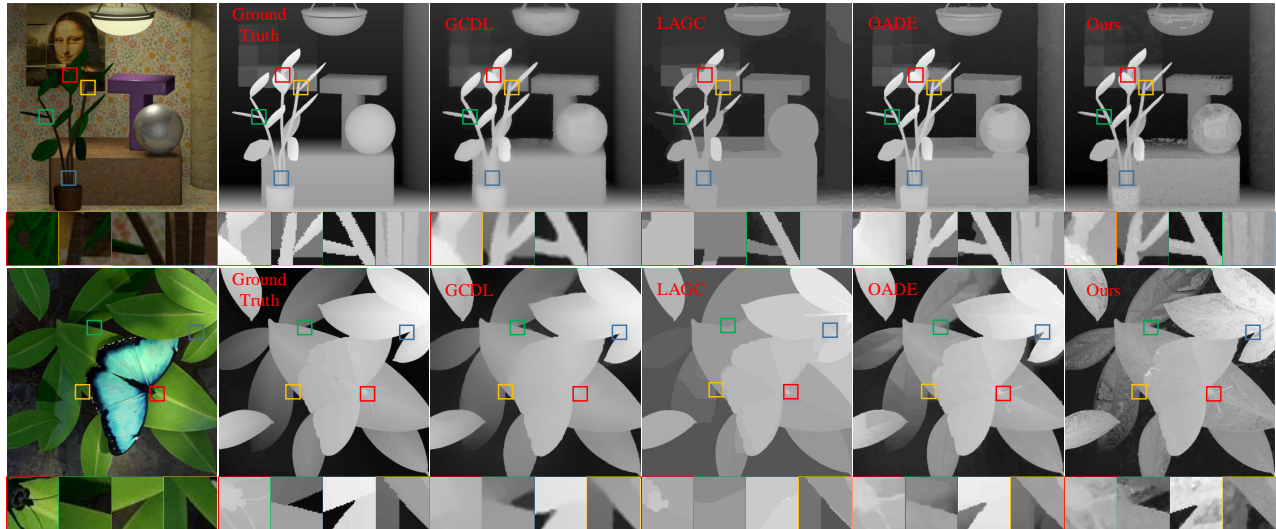 Ground
Truth
GCDL
LAGC
OADE
Ours
Ground
Truth
GCDL
LAGC
OADE
Ours